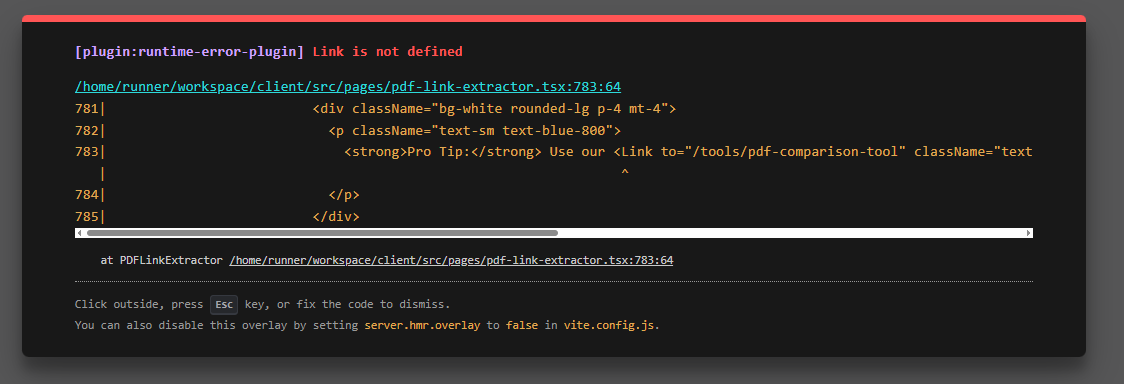 [plugin:runtime-error-plugin] Link is not defined
/home/runner/workspace/client/src/pages/pdf-link-extractor.tsx:783:64
781|                          <div className="bg-white rounded-lg p-4 mt-4">
782|                            <p className="text-sm text-blue-800">
783|                              <strong>Pro Tip:</strong> Use our <Link to="/tools/pdf-comparison-tool" className="text
   |                                                                ^
784|                            </p>
785|                          </div>
at PDFLinkExtractor /home/runner/workspace/client/src/pages/pdf-link-extractor.tsx:783:64
Click outside, press Esc key, or fix the code to dismiss.
You can also disable this overlay by setting server.hmr.overlay to false in vite.config.js.